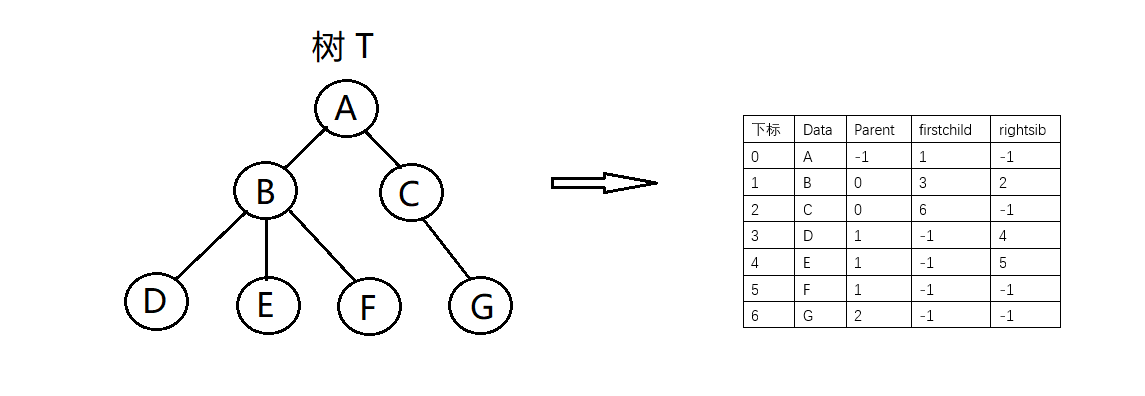 树 T
A
B C
D E F G
下标 Data Parent firstchild rightsib
0 A -1 1 -1
1 B 0 3 2
2 C 0 6 -1
3 D 1 -1 4
4 E 1 -1 5
5 F 1 -1 -1
6 G 2 -1 -1